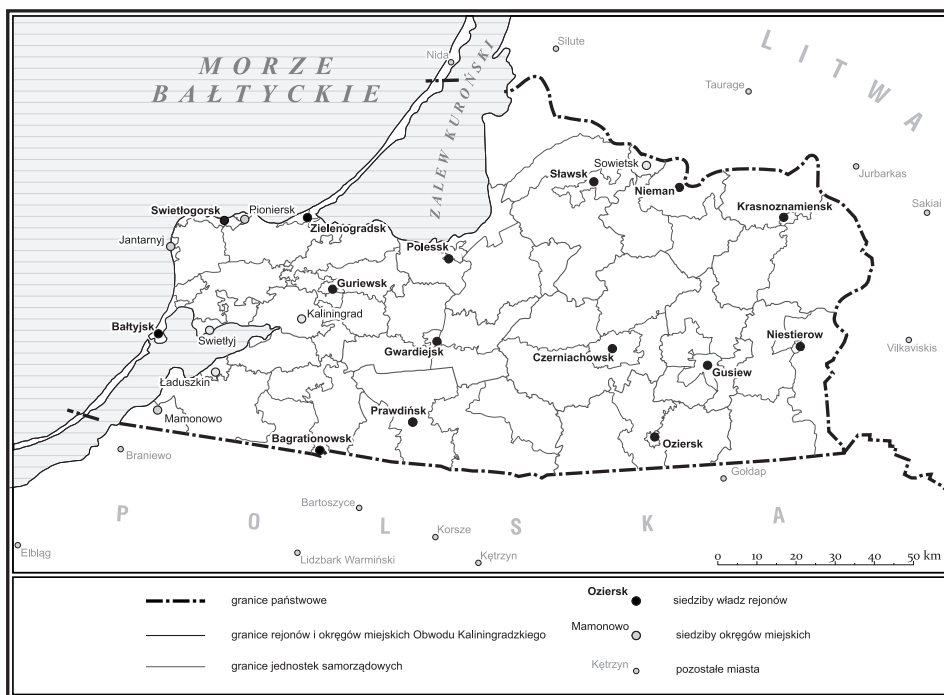 MORZE
BAŁTYCKIE
ZALEW KUROŃSKI
LITWA
Nida
Silute
Taurage
Jurbarkas
Sakiai
Sowietsk
Sławsk
Nieman
Krasnoznamiensk
Swietłogorsk
Pioniersk
Zielenogradsk
Jantarnyj
Polessk
Guriewsk
Kaliningrad
Bałtyjsk
Swietłyj
Gwardiejsk
Czerniachowsk
Niestierow
Vilkaviskis
Gusiew
Ładuszkin
Mamonowo
Prawdińsk
Bagrationowsk
Oziersk
Braniewo
Gołdap
Bartoszyce
POLSKA
Korsze
Elbląg
Lidzbark Warmiński
Kętrzyn
0 10 20 30 40 50 km
granice państwowe
granice rejonów i okręgów miejskich Obwodu Kaliningradzkiego
granice jednostek samorządowych
Oziersk
siedziby władz rejonów
Mamonowo
siedziby okręgów miejskich
Kętrzyn
pozostałe miasta